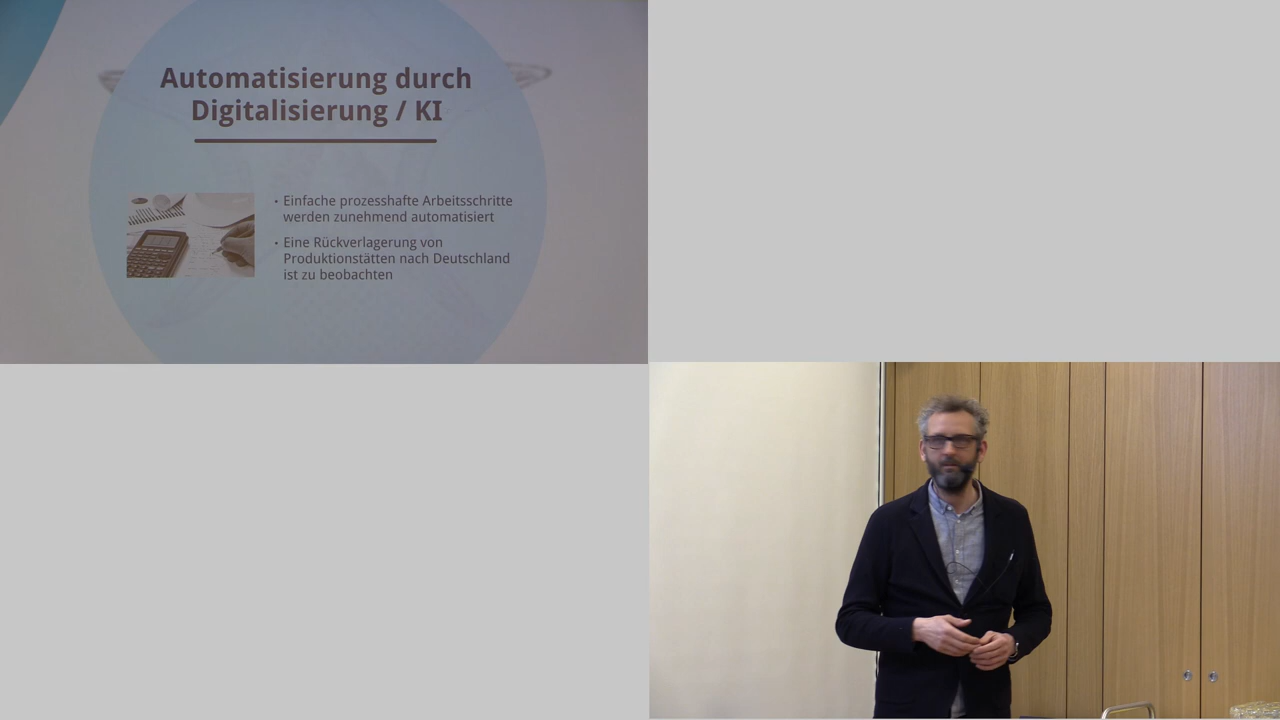 Automatisierung durch
Digitalisierung / KI
• Einfache prozesshafte Arbeitsschritte
werden zunehmend automatisiert
• Eine Rückverlagerung von
Produktionstätten nach Deutschland
ist zu beobachten